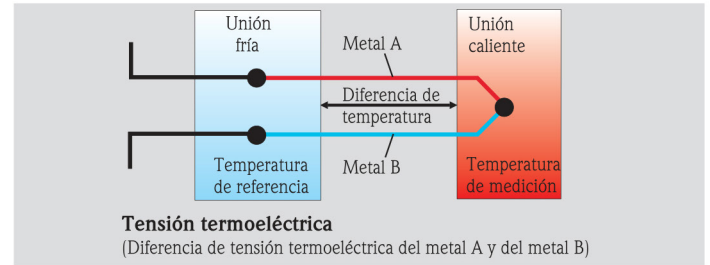 Unión
fría
Metal A
Unión
caliente
Diferencia de
temperatura
Temperatura
de referencia
Metal B
Temperatura
de medición
Tensión termoeléctrica
(Diferencia de tensión termoeléctrica del metal A y del metal B)